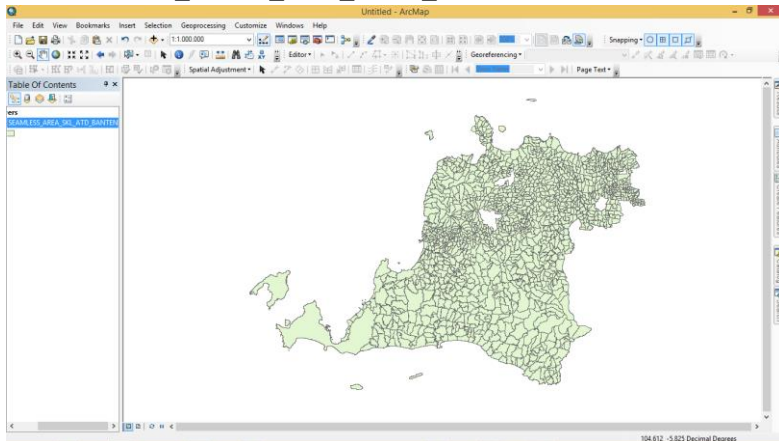 Untitled - ArcMap
File Edit View Bookmarks Insert Selection Geoprocessing Customize Windows Help
1:1.000.000
Snapping
Editor
Georeferencing
Spatial Adjustment
Page Text
Table Of Contents
ers
SEAMLESS_AREA_SKL_ATD_BANTEN
104.612 -5.825 Decimal Degrees